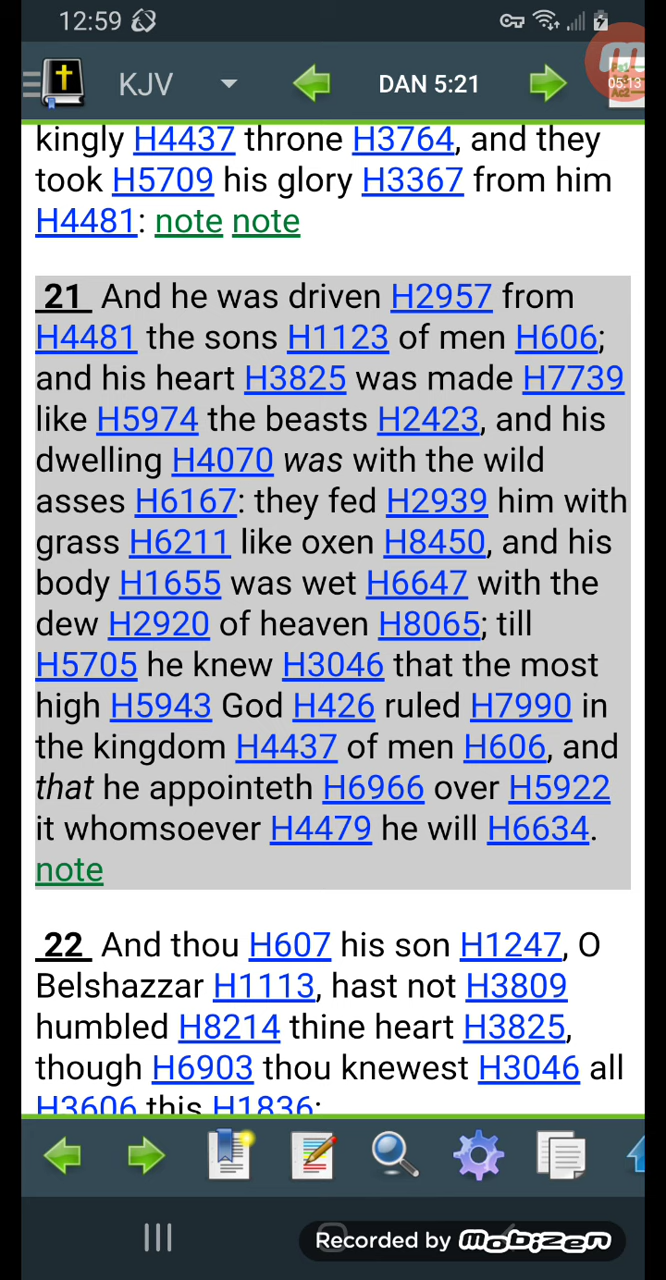 12:59
KJV DAN 5:21 05:13
kingly H4437 throne H3764, and they
took H5709 his glory H3367 from him
H4481: note note
21 And he was driven H2957 from
H4481 the sons H1123 of men H606;
and his heart H3825 was made H7739
like H5974 the beasts H2423, and his
dwelling H4070 was with the wild
asses H6167: they fed H2939 him with
grass H6211 like oxen H8450, and his
body H1655 was wet H6647 with the
dew H2920 of heaven H8065; till
H5705 he knew H3046 that the most
high H5943 God H426 ruled H7990 in
the kingdom H4437 of men H606, and
that he appointeth H6966 over H5922
it whomsoever H4479 he will H6634.
note
22 And thou H607 his son H1247, O
Belshazzar H1113, hast not H3809
humbled H8214 thine heart H3825,
though H6903 thou knewest H3046 all
H3606 this H1836;
Recorded by mobizen